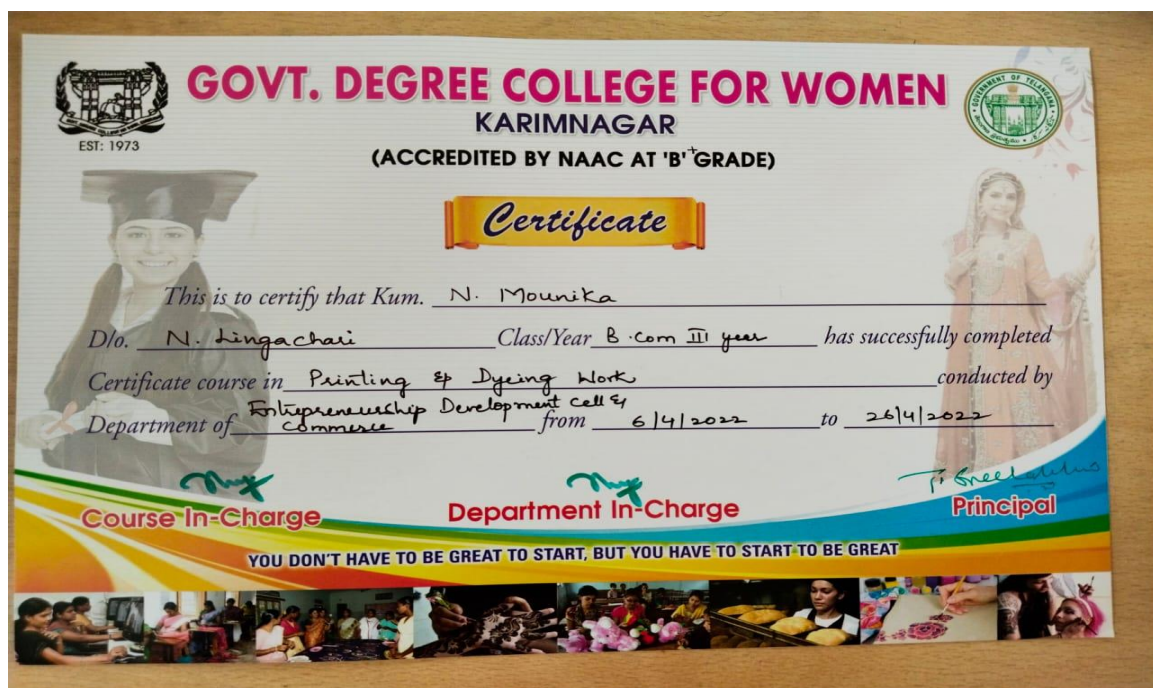 GOVT. DEGREE COLLEGE FOR WOMEN
KARIMNAGAR
EST: 1973
GOVERNMENT OF TELANGANA
(ACCREDITED BY NAAC AT 'B'+ GRADE)
Certificate
This is to certify that Kum. N. Mounika
D/o. N. Lingachari Class/Year B.Com III year has successfully completed
Certificate course in Printing & Dyeing Work conducted by
Department of Entrepreneurship Development Cell & Commerce from 6/4/2022 to 26/4/2022
Course In-Charge Department In-Charge Principal
YOU DON'T HAVE TO BE GREAT TO START, BUT YOU HAVE TO START TO BE GREAT